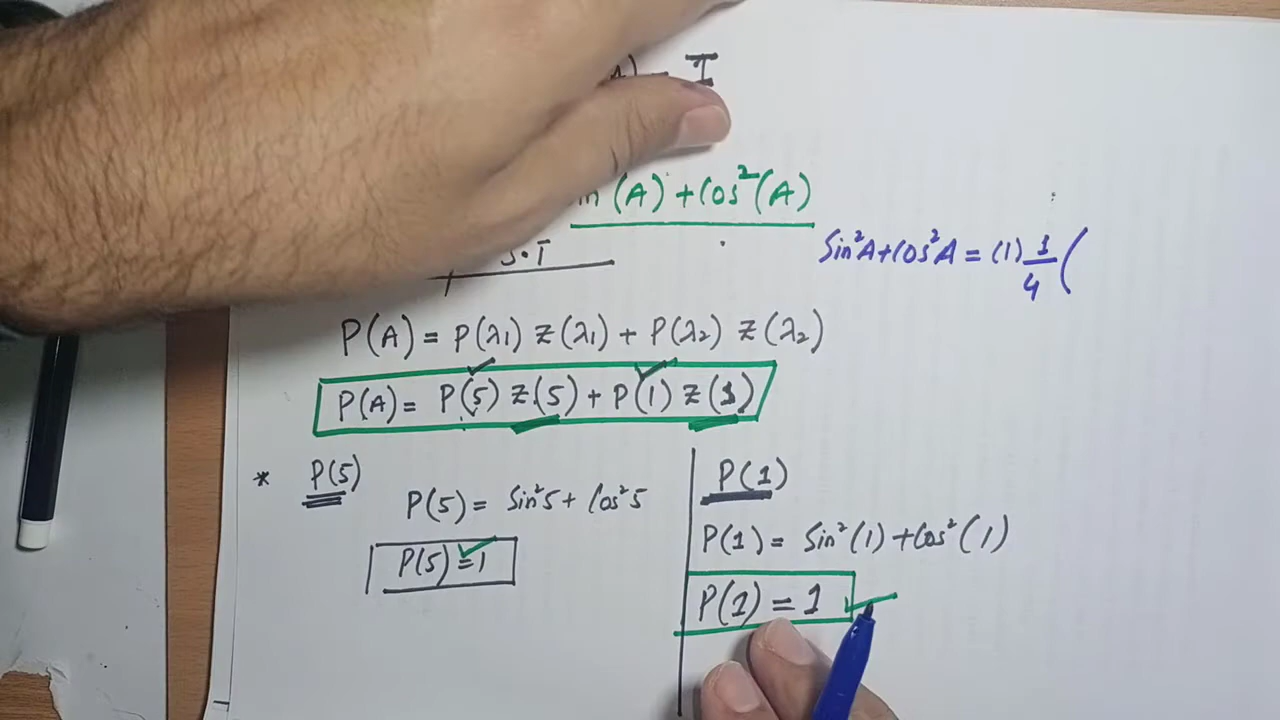 I
(A) + Cos²(A)
Sin²A + Cos²A = (1) 1/4 (
P(A) = P(λ1) Z(λ1) + P(λ2) Z(λ2)
P(A) = P(5) Z(5) + P(1) Z(1)
* P(5)
P(5) = Sin²5 + Cos²5
P(5) = 1
P(1)
P(1) = Sin²(1) + Cos²(1)
P(1) = 1